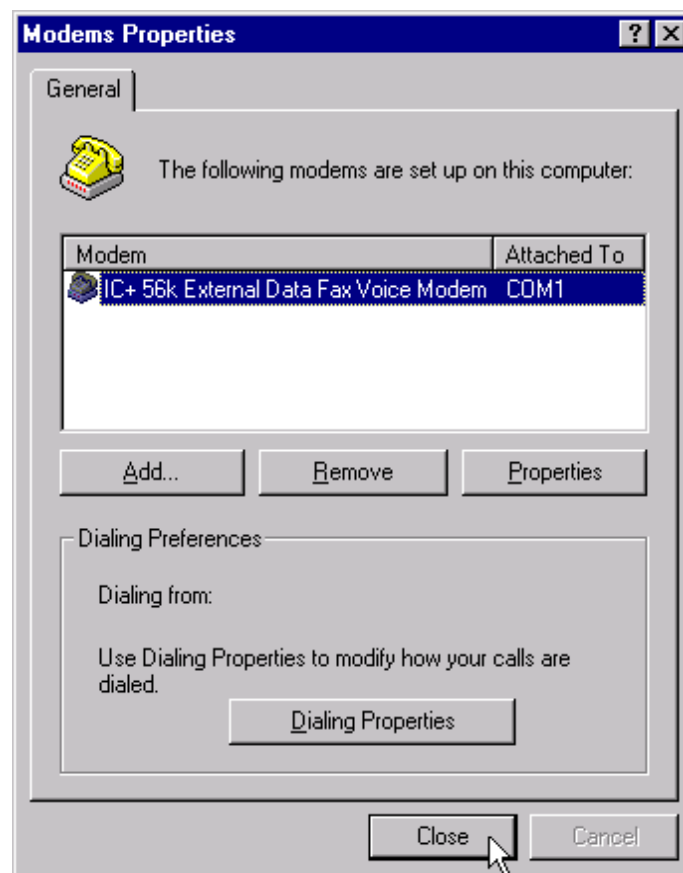 Modems Properties
General
The following modems are set up on this computer:
Modem Attached To
IC+ 56k External Data Fax Voice Modem COM1
Add... Remove Properties
Dialing Preferences
Dialing from:
Use Dialing Properties to modify how your calls are
dialed.
Dialing Properties
Close Cancel